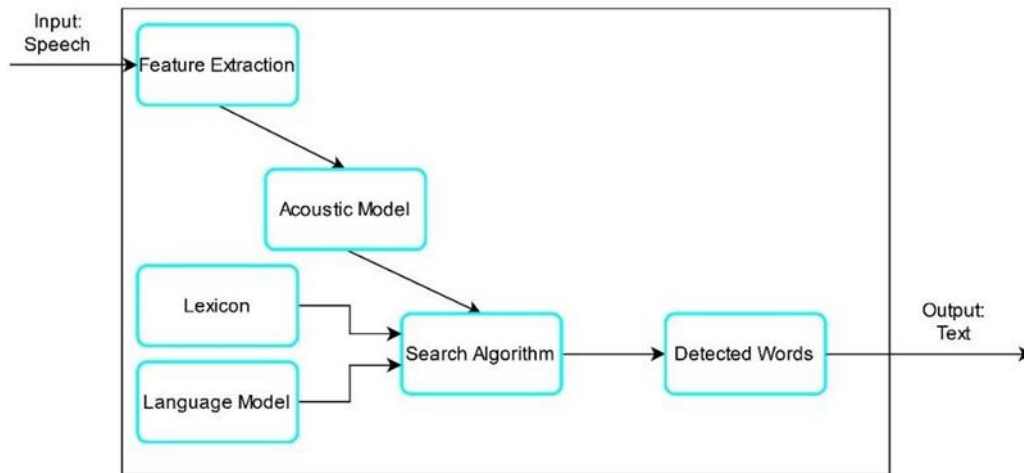 Input:
Speech
Feature Extraction
Acoustic Model
Lexicon
Language Model
Search Algorithm
Detected Words
Output:
Text